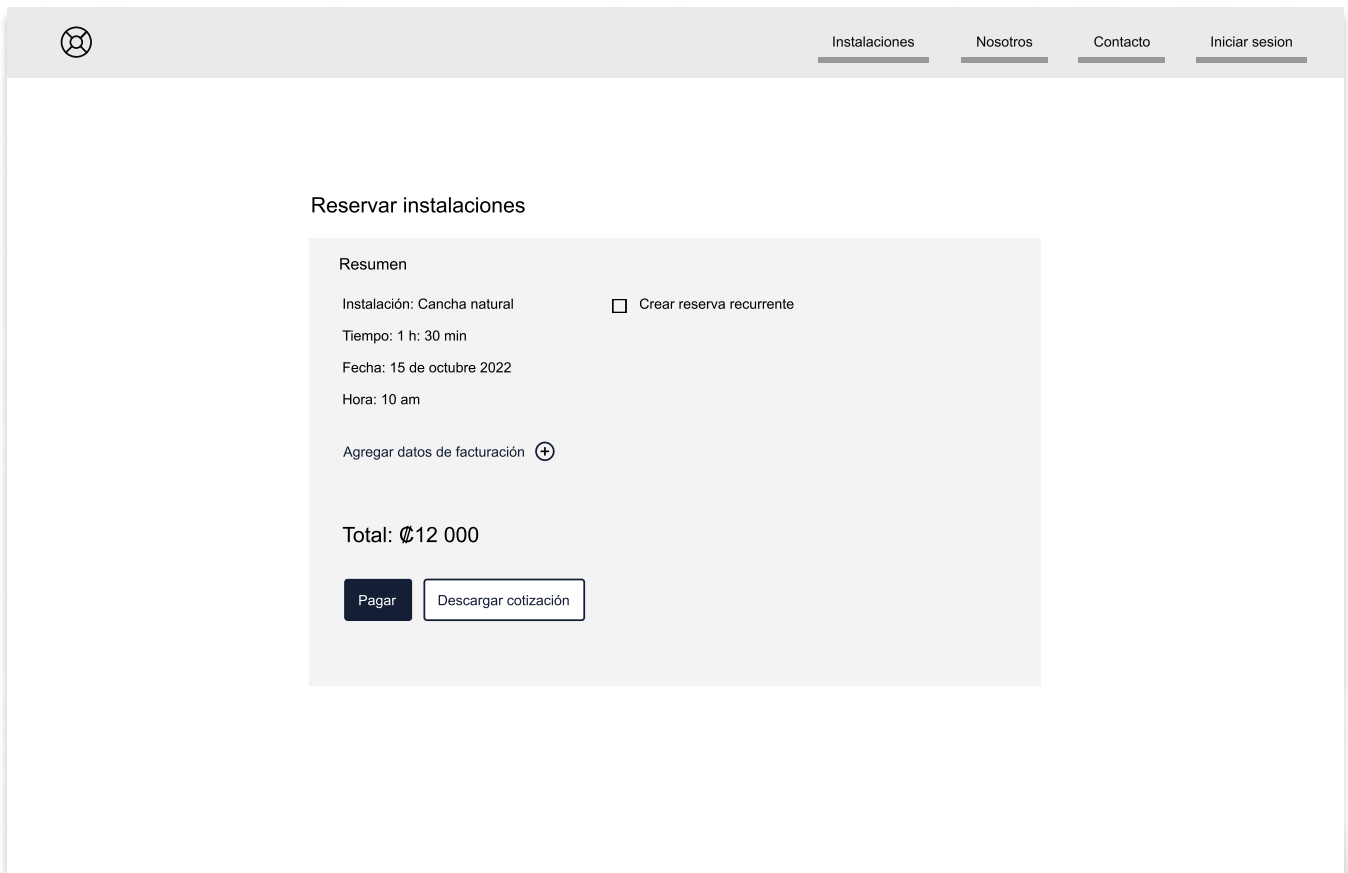 Instalaciones Nosotros Contacto Iniciar sesion
Reservar instalaciones
Resumen
Instalación: Cancha natural
Crear reserva recurrente
Tiempo: 1 h: 30 min
Fecha: 15 de octubre 2022
Hora: 10 am
Agregar datos de facturación
Total: ₡12 000
Pagar
Descargar cotización